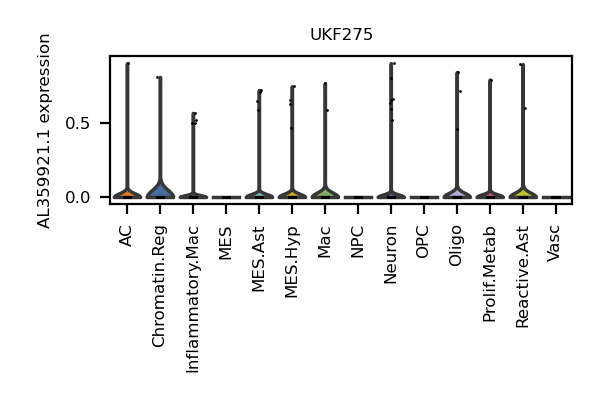 UKF275
AL359921.1 expression
0.5
0.0
AC
Chromatin.Reg
Inflammatory.Mac
MES
MES.Ast
MES.Hyp
Mac
NPC
Neuron
OPC
Oligo
Prolif.Metab
Reactive.Ast
Vasc